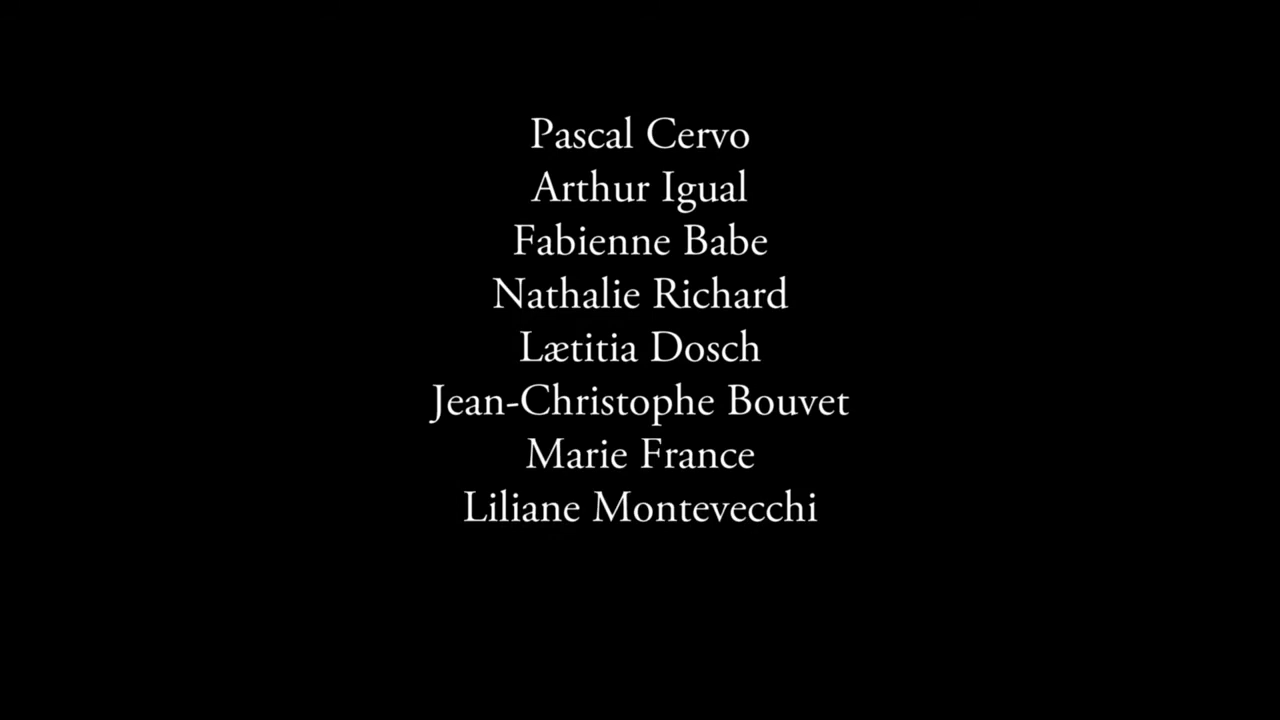 Pascal Cervo
Arthur Igual
Fabienne Babe
Nathalie Richard
Lætitia Dosch
Jean-Christophe Bouvet
Marie France
Liliane Montevecchi